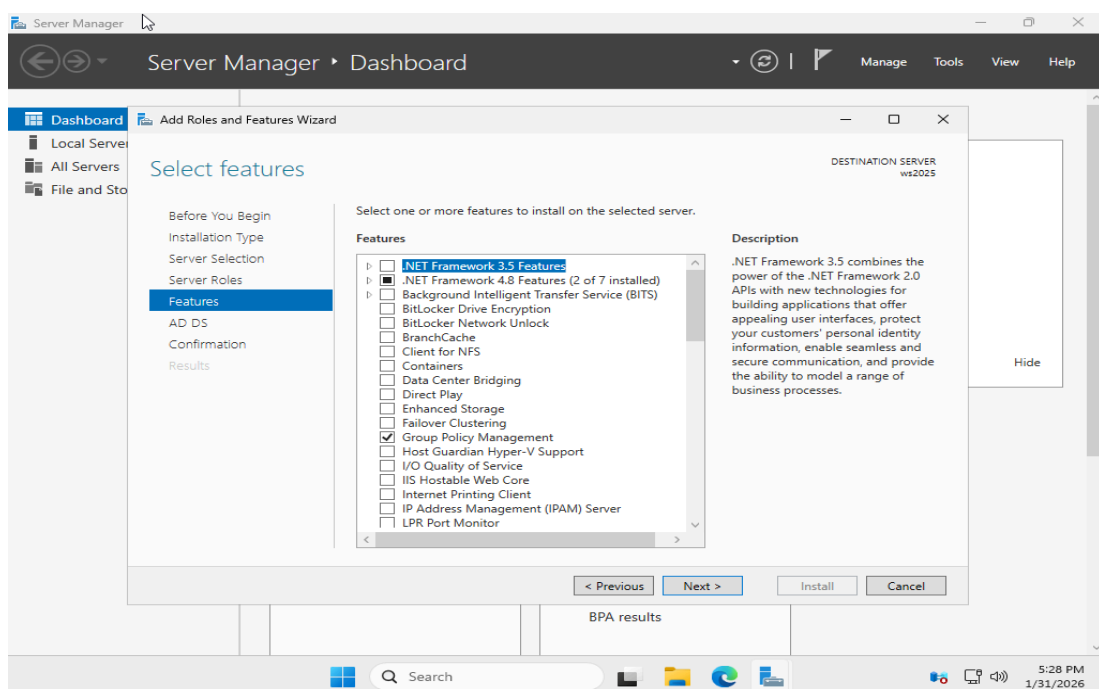 Server Manager
Server Manager ‣ Dashboard
Manage Tools View Help
Dashboard
Local Server
All Servers
File and Sto
Add Roles and Features Wizard
Select features
DESTINATION SERVER
ws2025
Before You Begin
Installation Type
Server Selection
Server Roles
Features
AD DS
Confirmation
Results
Select one or more features to install on the selected server.
Features
.NET Framework 3.5 Features
.NET Framework 4.8 Features (2 of 7 installed)
Background Intelligent Transfer Service (BITS)
BitLocker Drive Encryption
BitLocker Network Unlock
BranchCache
Client for NFS
Containers
Data Center Bridging
Direct Play
Enhanced Storage
Failover Clustering
Group Policy Management
Host Guardian Hyper-V Support
I/O Quality of Service
IIS Hostable Web Core
Internet Printing Client
IP Address Management (IPAM) Server
LPR Port Monitor
Description
.NET Framework 3.5 combines the
power of the .NET Framework 2.0
APIs with new technologies for
building applications that offer
appealing user interfaces, protect
your customers' personal identity
information, enable seamless and
secure communication, and provide
the ability to model a range of
business processes.
Hide
< Previous Next > Install Cancel
BPA results
Search
5:28 PM
1/31/2026